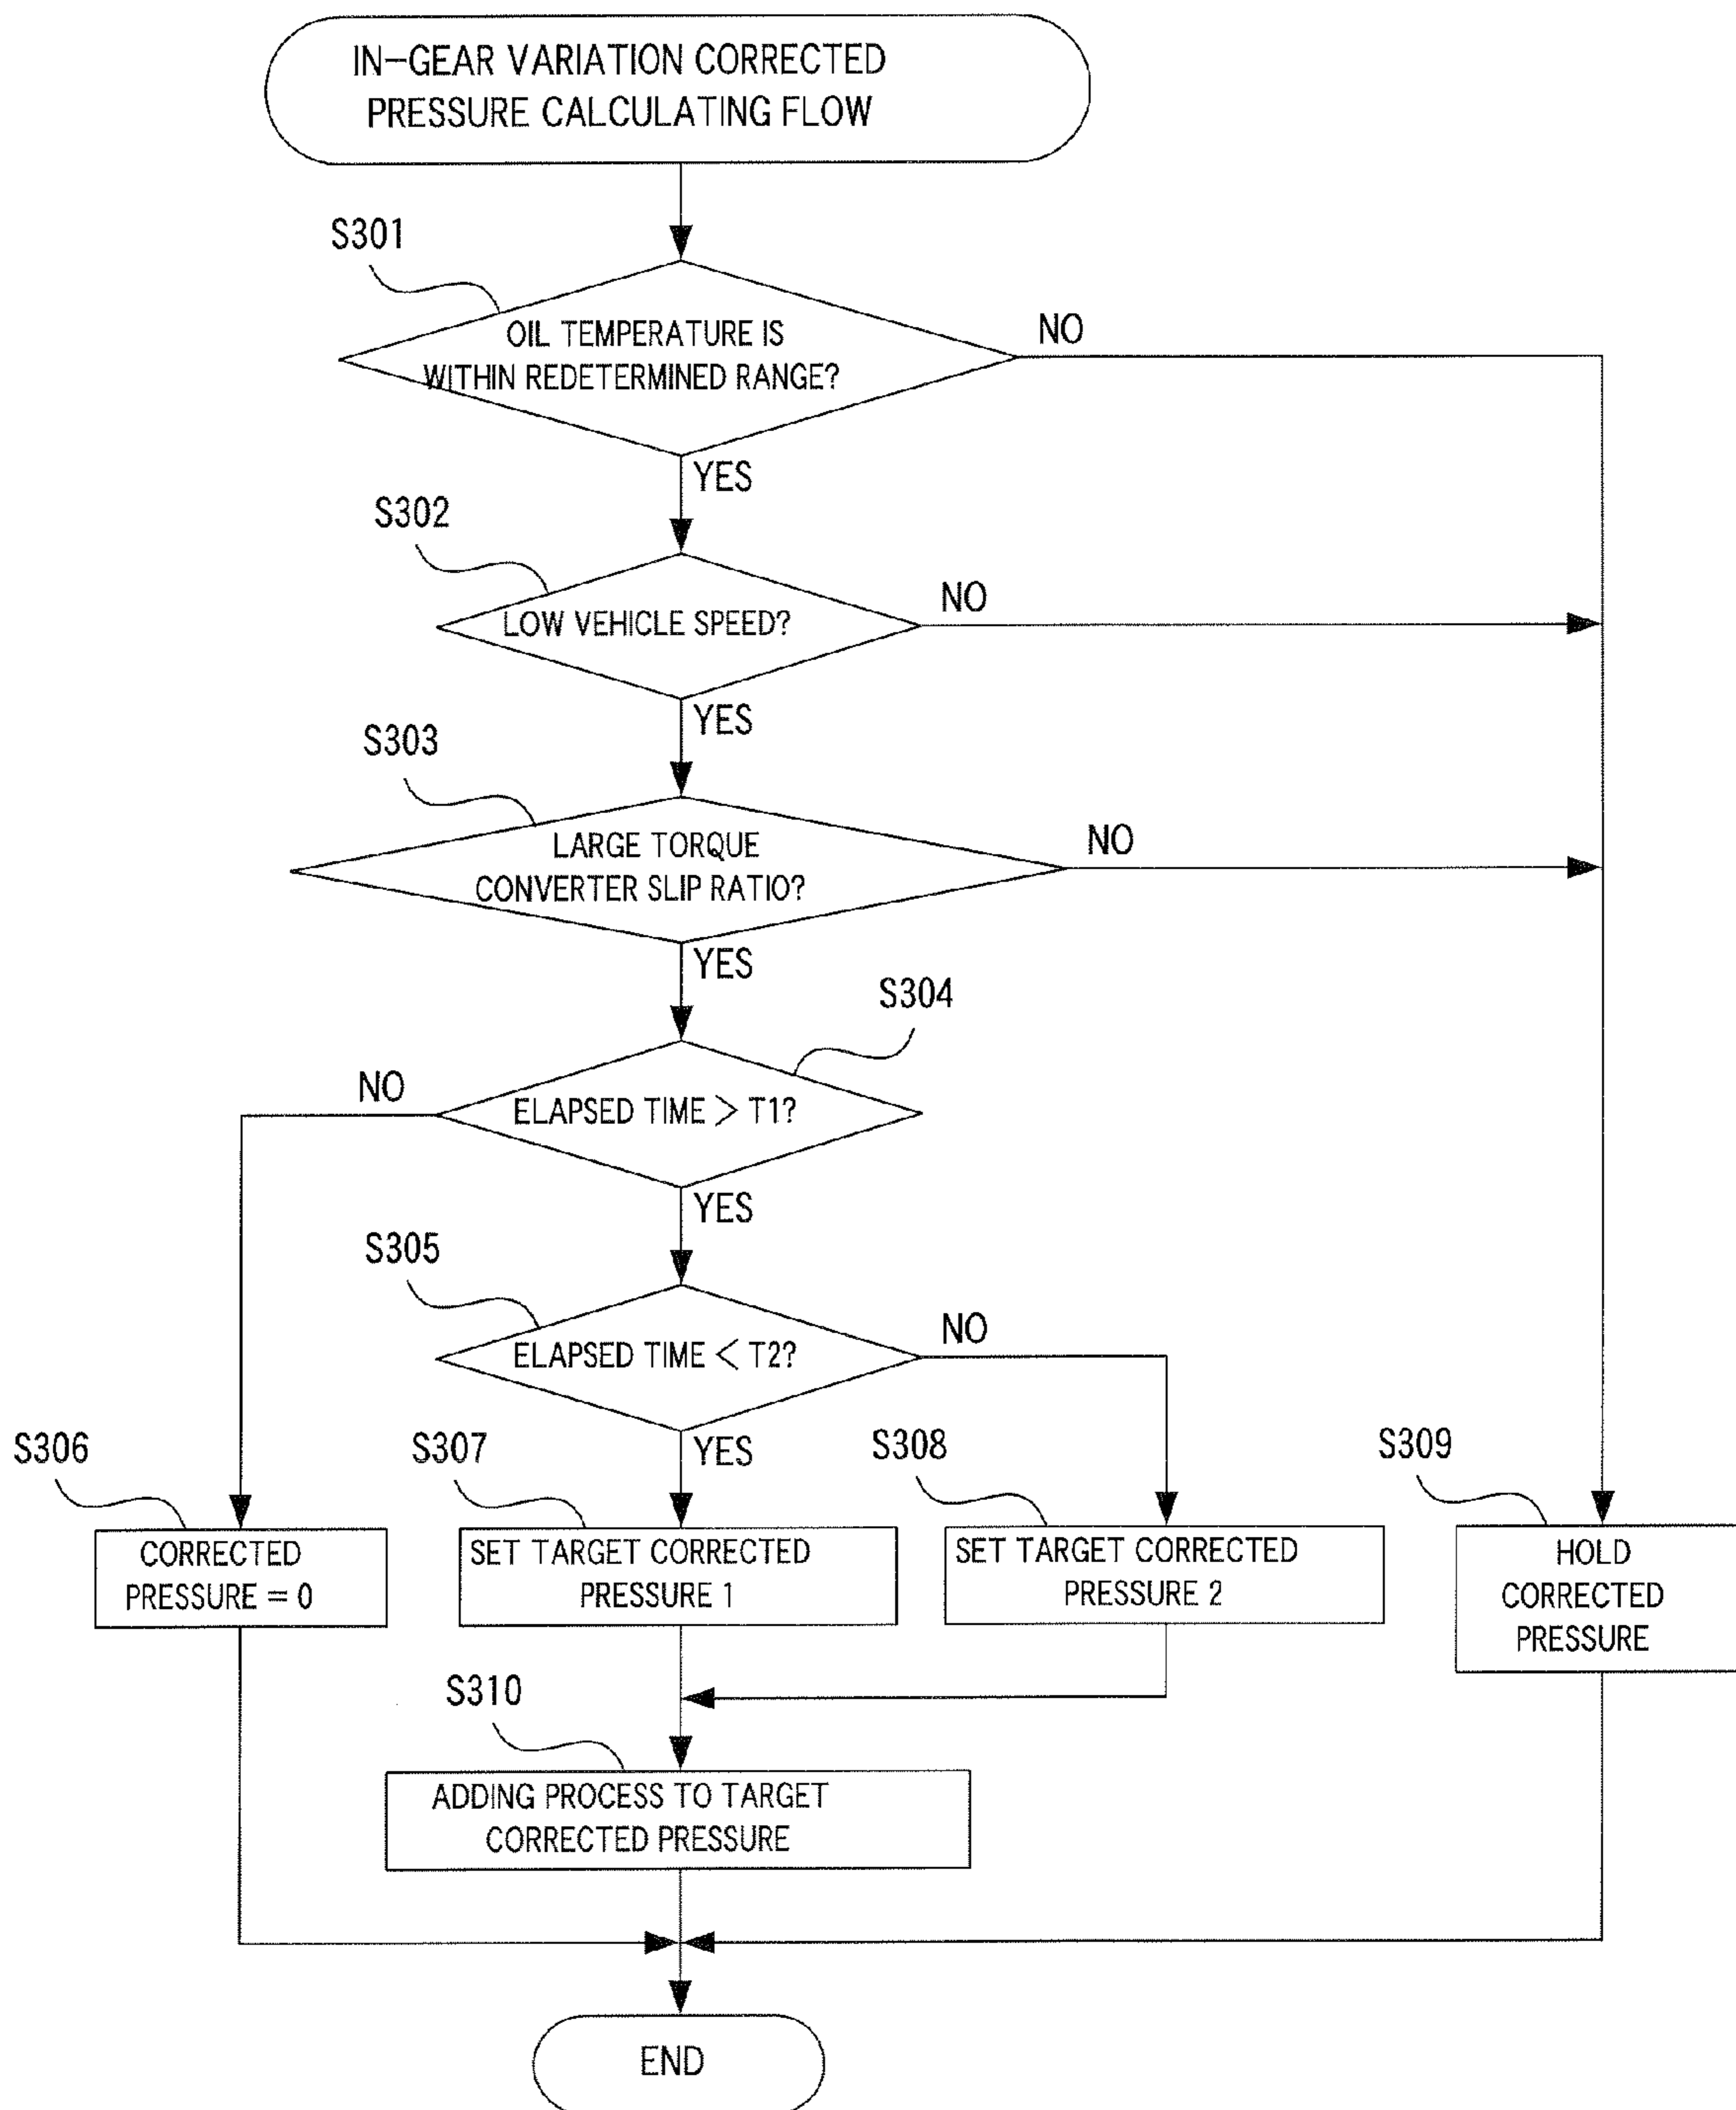 IN-GEAR VARIATION CORRECTED
PRESSURE CALCULATING FLOW
S301
OIL TEMPERATURE IS
WITHIN REDETERMINED RANGE?
NO
YES
S302
LOW VEHICLE SPEED?
NO
YES
S303
LARGE TORQUE
CONVERTER SLIP RATIO?
NO
YES
S304
NO
ELAPSED TIME > T1?
YES
S305
ELAPSED TIME < T2?
NO
YES
S306
CORRECTED
PRESSURE = 0
S307
SET TARGET CORRECTED
PRESSURE 1
S308
SET TARGET CORRECTED
PRESSURE 2
S309
HOLD
CORRECTED
PRESSURE
S310
ADDING PROCESS TO TARGET
CORRECTED PRESSURE
END